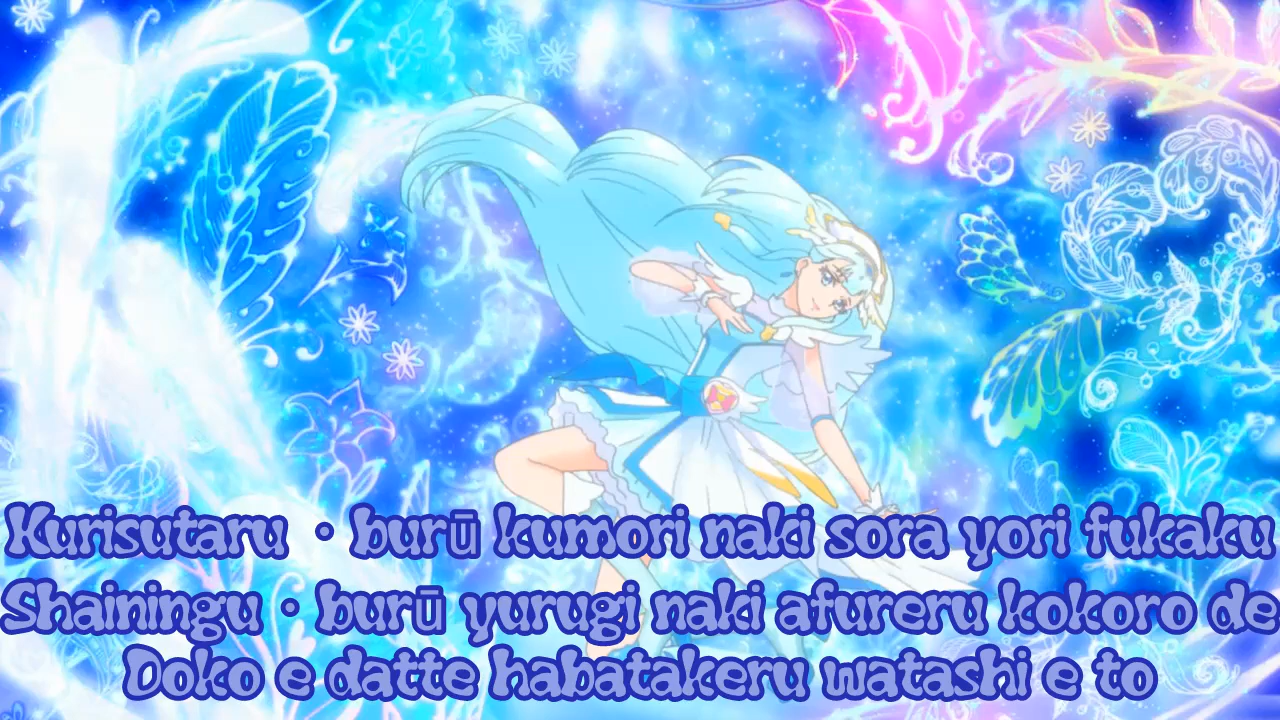 Kurisutaru・burū kumori naki sora yori fukaku
Shainingu・burū yurugi naki afureru kokoro de
Doko e datte habatakeru watashi e to